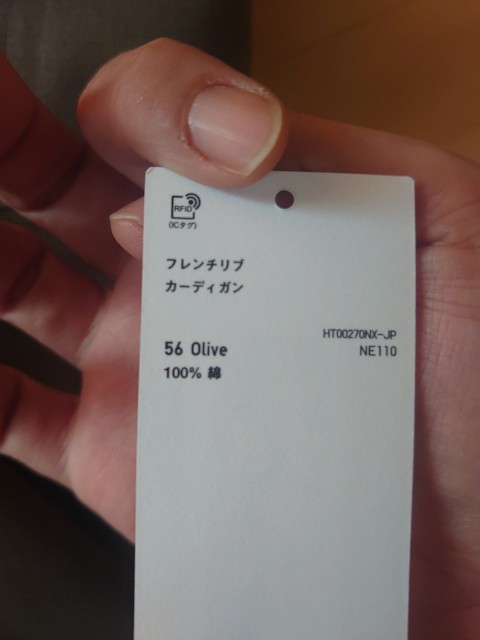 RFID
(ICタグ)
フレンチリブ
カーディガン
HT00270NX-JP
56 Olive
NE110
100% 綿